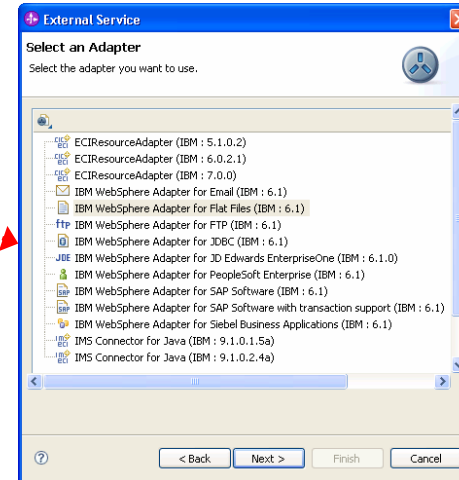 External Service
Select an Adapter
Select the adapter you want to use.
ECIResourceAdapter (IBM : 5.1.0.2)
ECIResourceAdapter (IBM : 6.0.2.1)
ECIResourceAdapter (IBM : 7.0.0)
IBM WebSphere Adapter for Email (IBM : 6.1)
IBM WebSphere Adapter for Flat Files (IBM : 6.1)
ftp IBM WebSphere Adapter for FTP (IBM : 6.1)
IBM WebSphere Adapter for JDBC (IBM : 6.1)
JDE IBM WebSphere Adapter for JD Edwards EnterpriseOne (IBM : 6.1.0)
IBM WebSphere Adapter for PeopleSoft Enterprise (IBM : 6.1)
SAP IBM WebSphere Adapter for SAP Software (IBM : 6.1)
SAP IBM WebSphere Adapter for SAP Software with transaction support (IBM : 6.1)
IBM WebSphere Adapter for Siebel Business Applications (IBM : 6.1)
IMS Connector for Java (IBM : 9.1.0.1.5a)
IMS Connector for Java (IBM : 9.1.0.2.4a)
? < Back Next > Finish Cancel